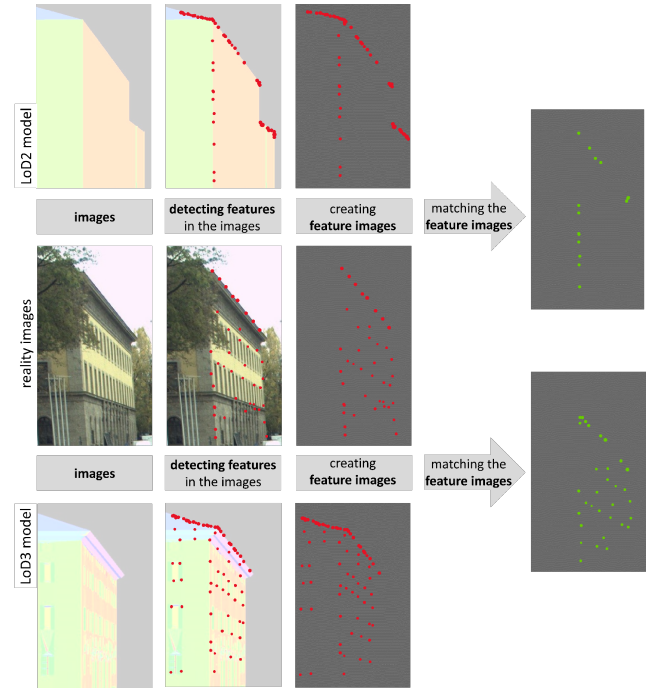 LoD2 model
images
detecting features
in the images
creating
feature images
matching the
feature images
reality images
images
detecting features
in the images
creating
feature images
matching the
feature images
LoD3 model